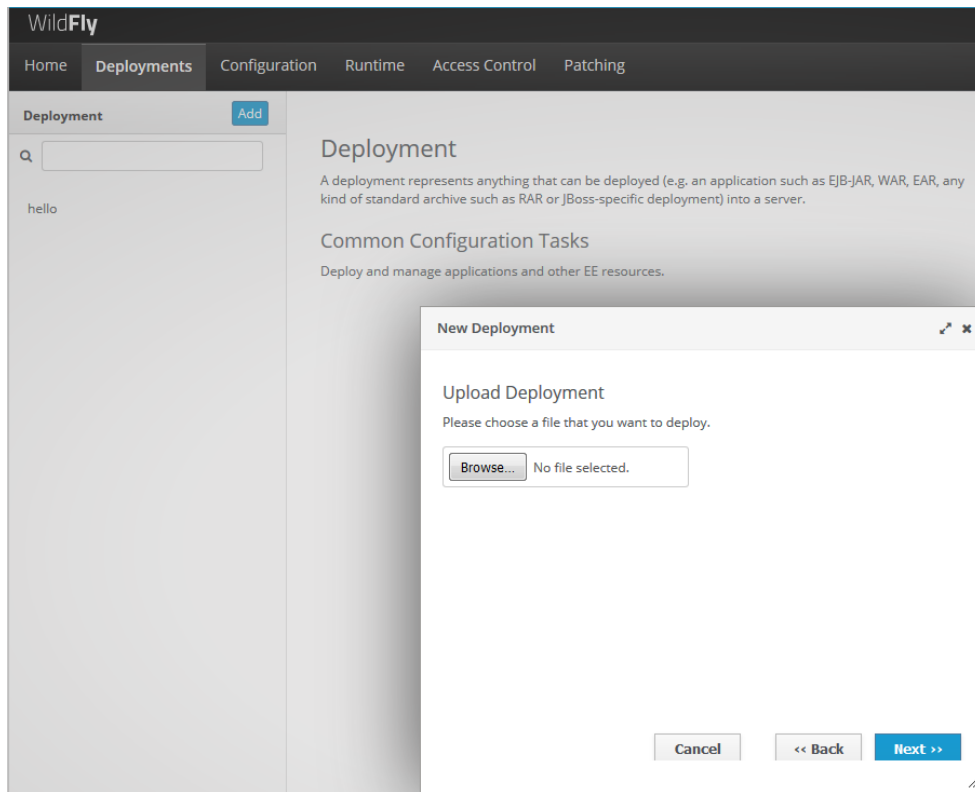 WildFly
Home Deployments Configuration Runtime Access Control Patching
Deployment Add
hello
Deployment
A deployment represents anything that can be deployed (e.g. an application such as EJB-JAR, WAR, EAR, any
kind of standard archive such as RAR or JBoss-specific deployment) into a server.
Common Configuration Tasks
Deploy and manage applications and other EE resources.
New Deployment
Upload Deployment
Please choose a file that you want to deploy.
Browse... No file selected.
Cancel ‹‹ Back Next ››